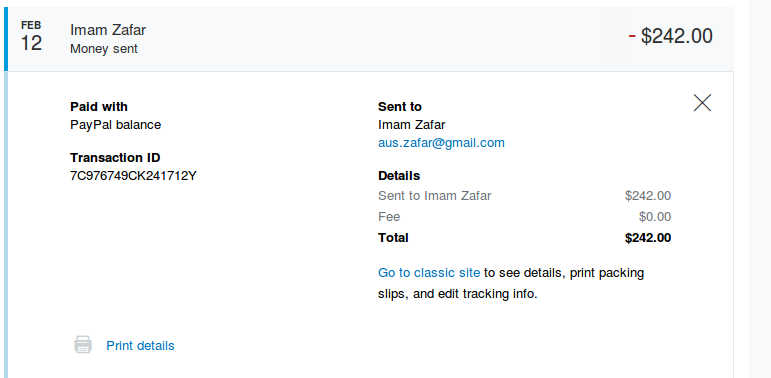 FEB
12
Imam Zafar
Money sent
- $242.00
Paid with
PayPal balance
Transaction ID
7C976749CK241712Y
Sent to
Imam Zafar
aus.zafar@gmail.com
Details
Sent to Imam Zafar $242.00
Fee $0.00
Total $242.00
Go to classic site to see details, print packing
slips, and edit tracking info.
Print details